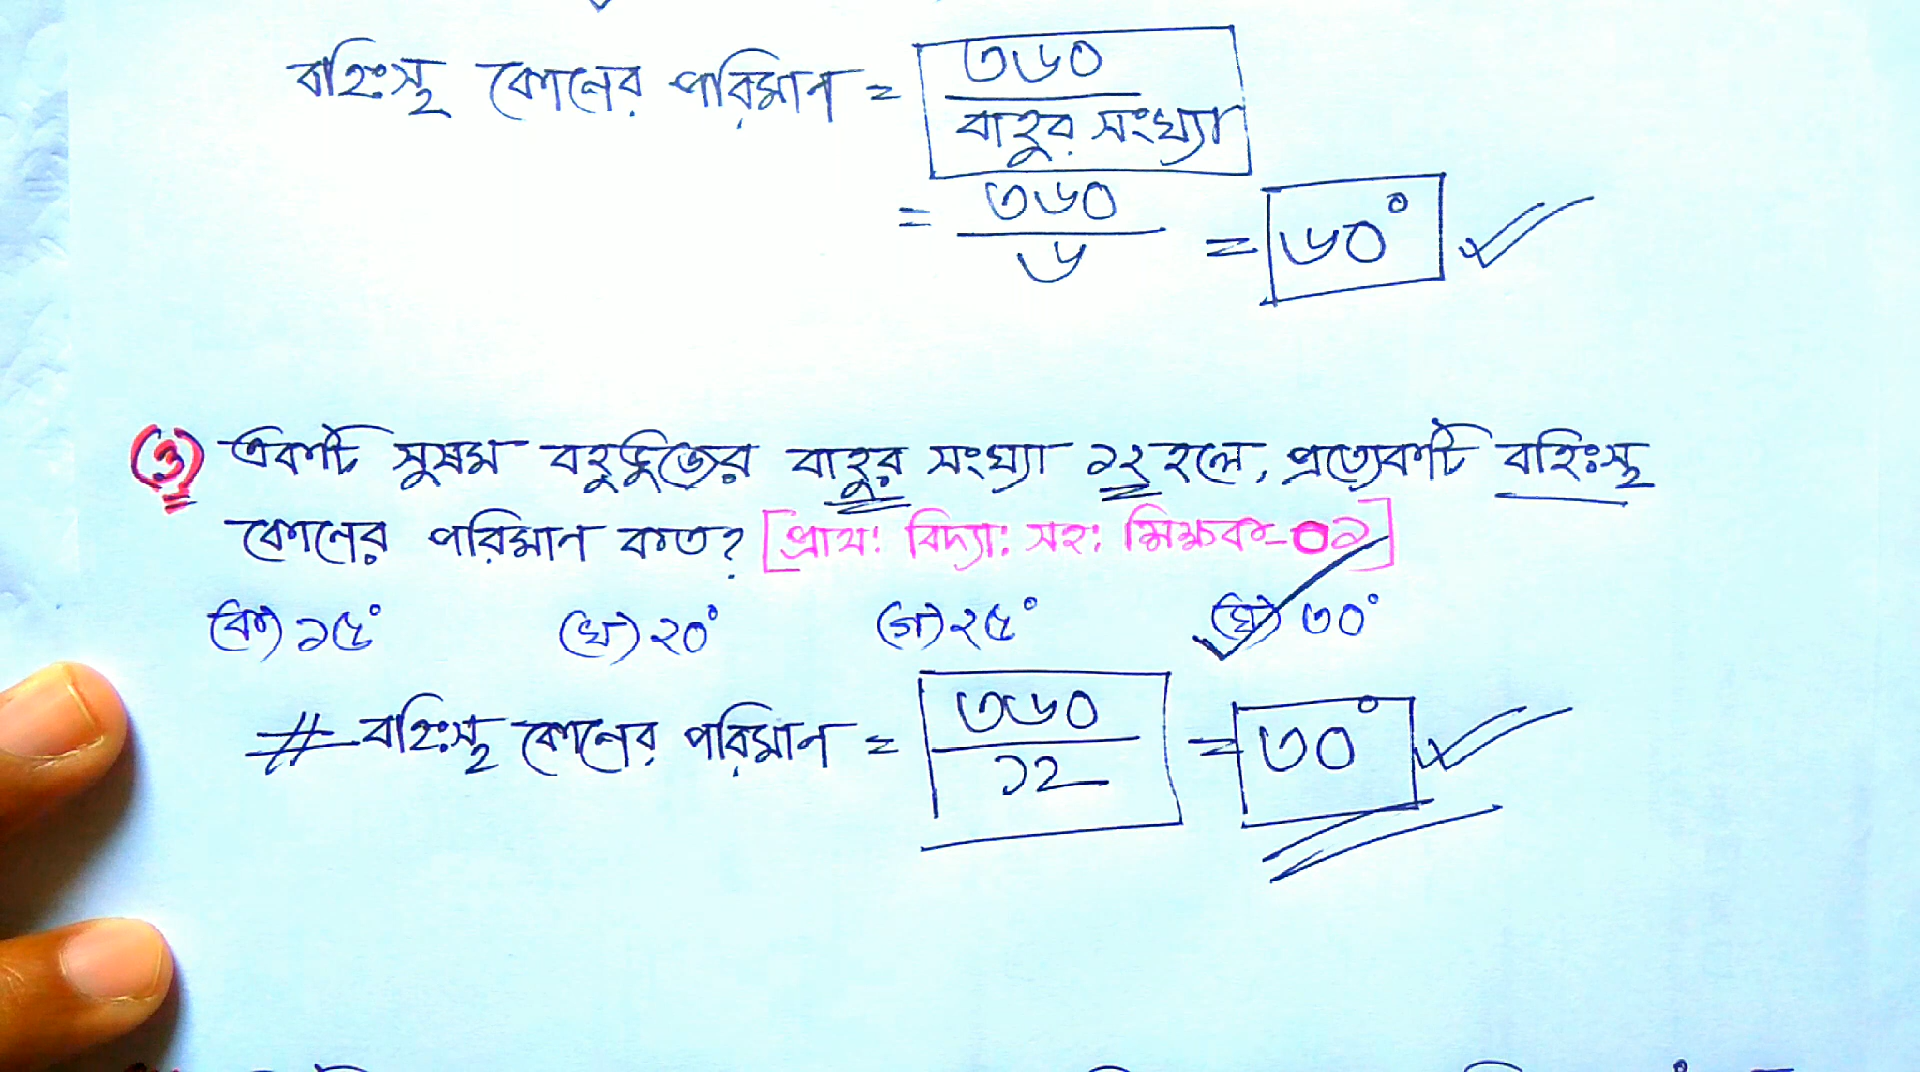 বহিঃস্থ কোনের পরিমান = ৩৬০
বাহুর সংখ্যা
= ৩৬০
৬
= ৬০°
(৩) একটি সুষম বহুভুজের বাহুর সংখ্যা ১২ হলে, প্রত্যেকটি বহিঃস্থ
কোনের পরিমান কত? [প্রাথ: বিদ্যা: সহ: শিক্ষক-০১]
(ক) ১৫° (খ) ২০° (গ) ২৫° (ঘ) ৩০°
# বহিঃস্থ কোনের পরিমান = ৩৬০
১২
= ৩০°